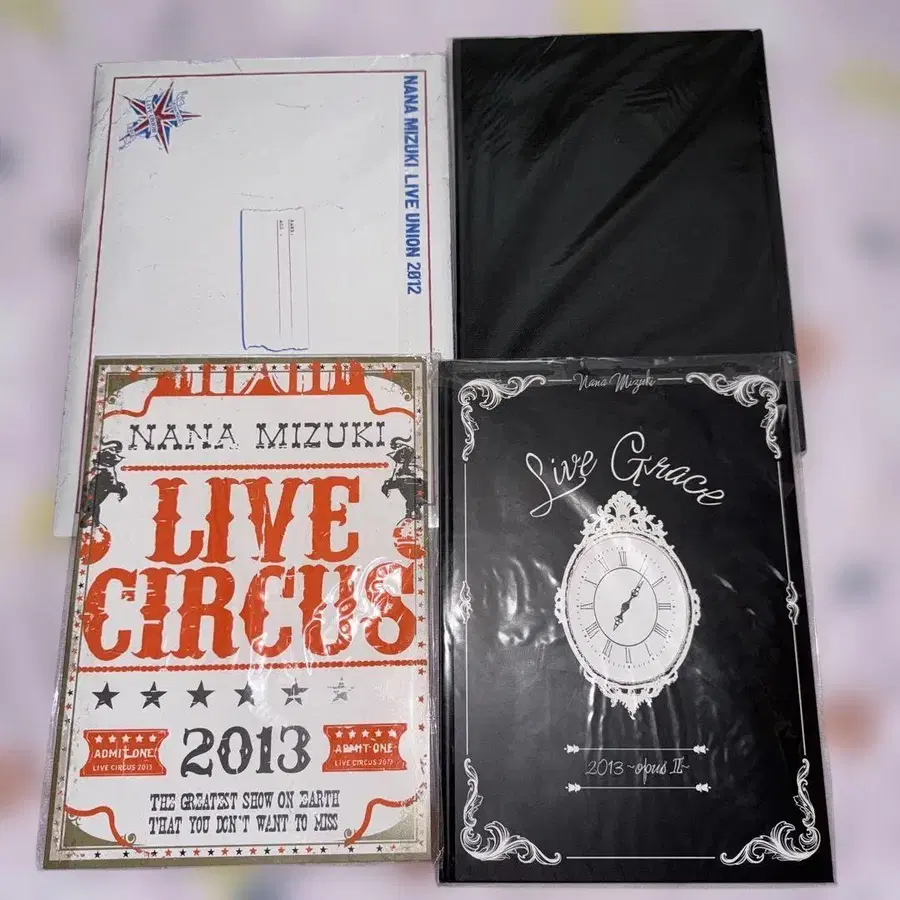 NANA MIZUKI LIVE UNION 2012
NANA MIZUKI
LIVE
CIRCUS
2013
ADMIT ONE
LIVE CIRCUS 2013
ADMIT ONE
LIVE CIRCUS 2013
THE GREATEST SHOW ON EARTH
THAT YOU DON'T WANT TO MISS
Nana Mizuki
Live Grace
2013 ~opus II~